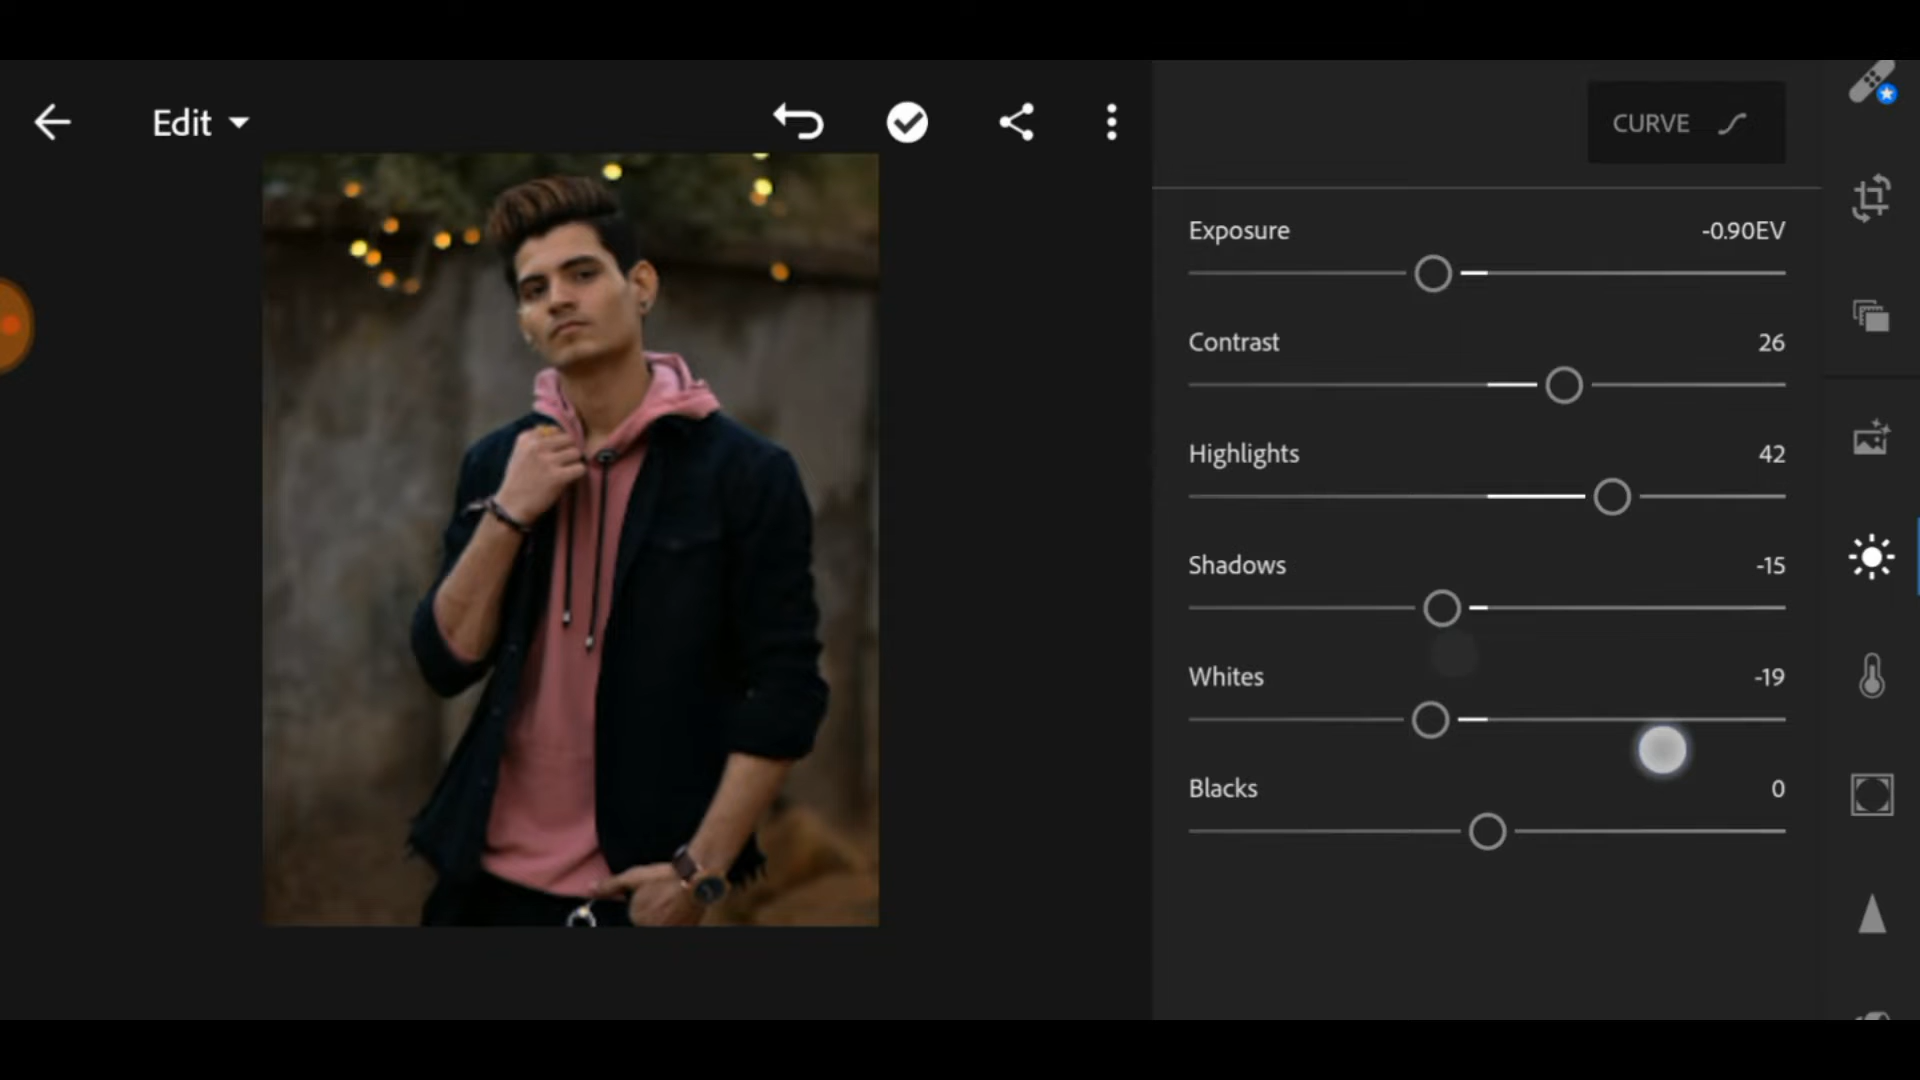 Edit
CURVE
Exposure -0.90EV
Contrast 26
Highlights 42
Shadows -15
Whites -19
Blacks 0